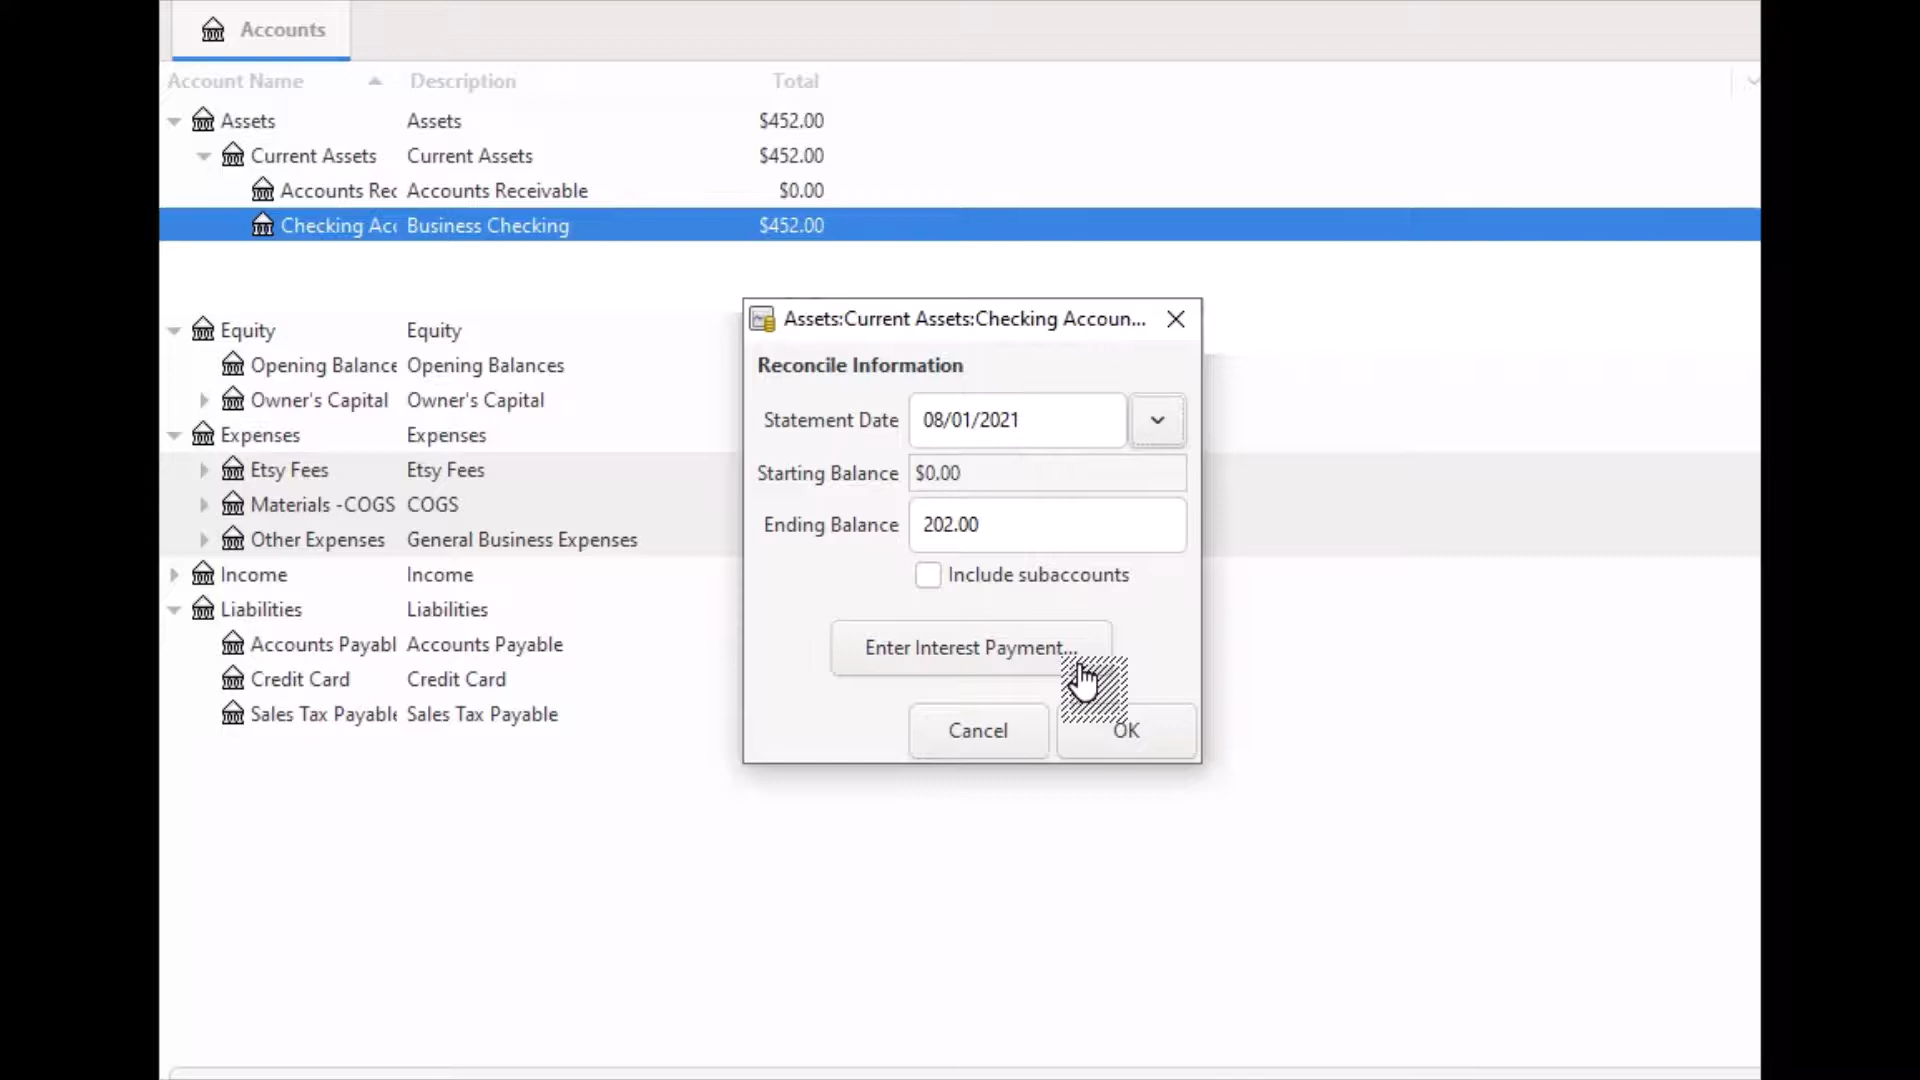 Accounts
Account Name Description Total
Assets Assets $452.00
Current Assets Current Assets $452.00
Accounts Rec Accounts Receivable $0.00
Checking Acc Business Checking $452.00
Equity Equity
Opening Balance Opening Balances
Owner's Capital Owner's Capital
Expenses Expenses
Etsy Fees Etsy Fees
Materials -COGS COGS
Other Expenses General Business Expenses
Income Income
Liabilities Liabilities
Accounts Payabl Accounts Payable
Credit Card Credit Card
Sales Tax Payable Sales Tax Payable
Assets:Current Assets:Checking Accoun...
Reconcile Information
Statement Date 08/01/2021
Starting Balance $0.00
Ending Balance 202.00
Include subaccounts
Enter Interest Payment...
Cancel OK